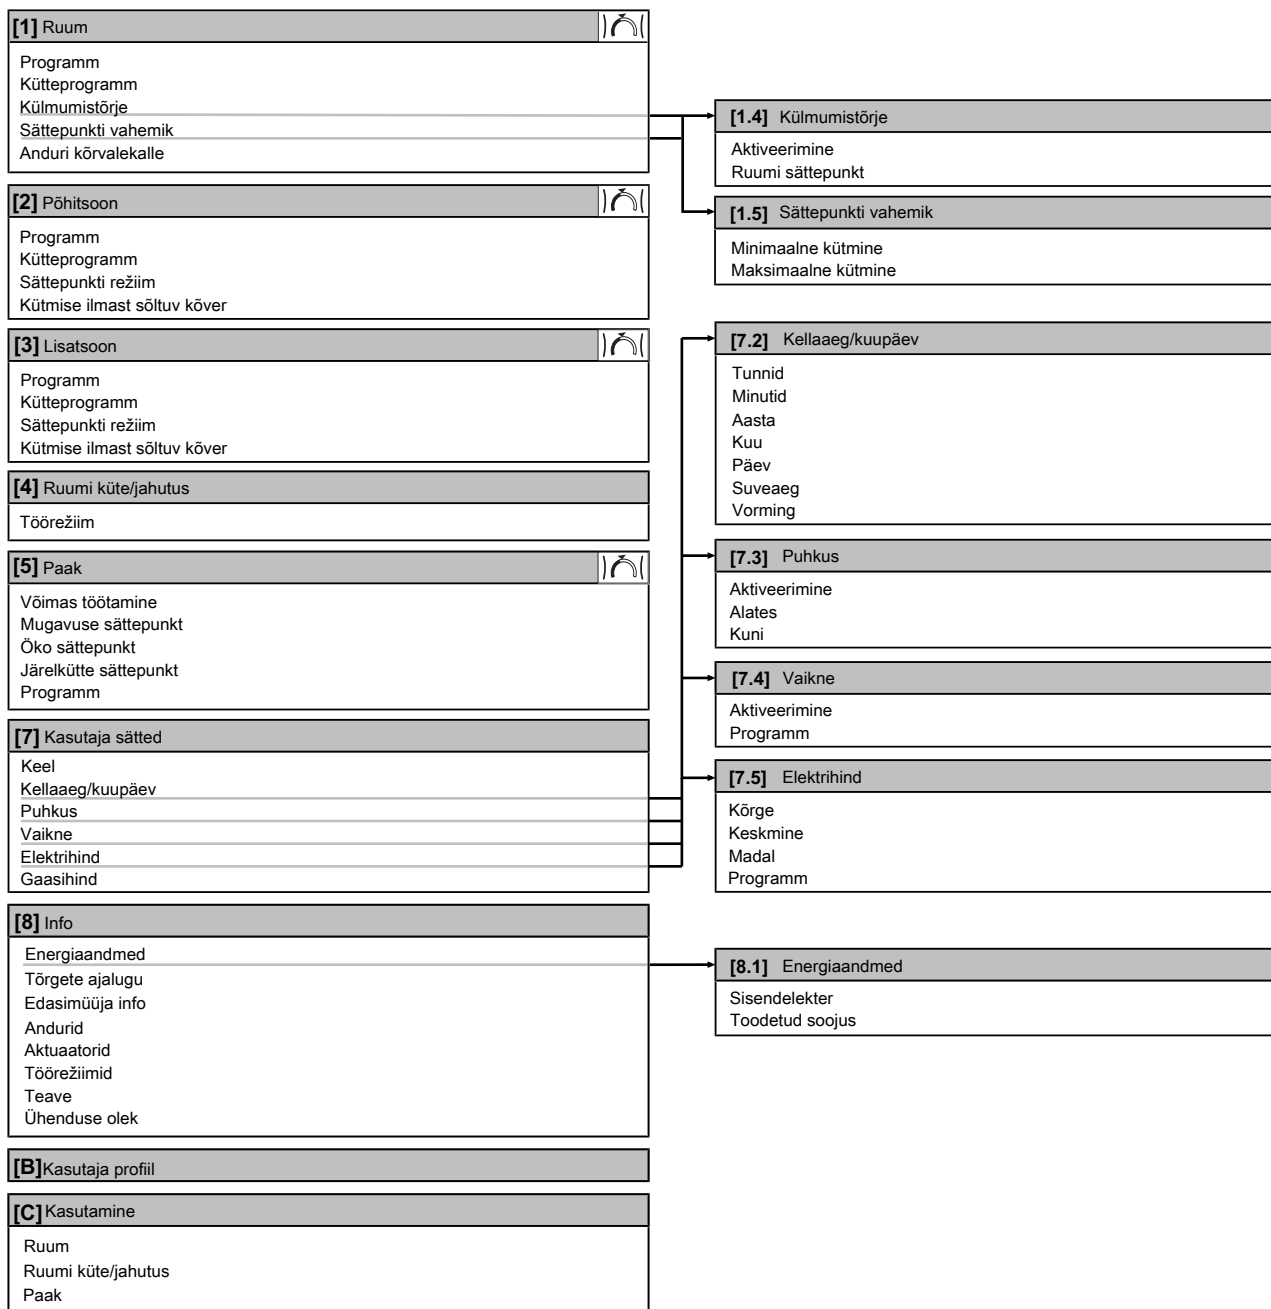 [1] Ruum
Programm
Kütteprogramm
Külmumistõrje
Sättepunkti vahemik
Anduri kõrvalekalle
[2] Põhitsoon
Programm
Kütteprogramm
Sättepunkti režiim
Kütmise ilmast sõltuv kõver
[3] Lisatsoon
Programm
Kütteprogramm
Sättepunkti režiim
Kütmise ilmast sõltuv kõver
[4] Ruumi küte/jahutus
Töörežiim
[5] Paak
Võimas töötamine
Mugavuse sättepunkt
Öko sättepunkt
Järelkütte sättepunkt
Programm
[7] Kasutaja sätted
Keel
Kellaaeg/kuupäev
Puhkus
Vaikne
Elektrihind
Gaasihind
[8] Info
Energiaandmed
Tõrgete ajalugu
Edasimüüja info
Andurid
Aktuaatorid
Töörežiimid
Teave
Ühenduse olek
[B] Kasutaja profiil
[C] Kasutamine
Ruum
Ruumi küte/jahutus
Paak
[1.4] Külmumistõrje
Aktiveerimine
Ruumi sättepunkt
[1.5] Sättepunkti vahemik
Minimaalne kütmine
Maksimaalne kütmine
[7.2] Kellaaeg/kuupäev
Tunnid
Minutid
Aasta
Kuu
Päev
Suveaeg
Vorming
[7.3] Puhkus
Aktiveerimine
Alates
Kuni
[7.4] Vaikne
Aktiveerimine
Programm
[7.5] Elektrihind
Kõrge
Keskmine
Madal
Programm
[8.1] Energiaandmed
Sisendelekter
Toodetud soojus